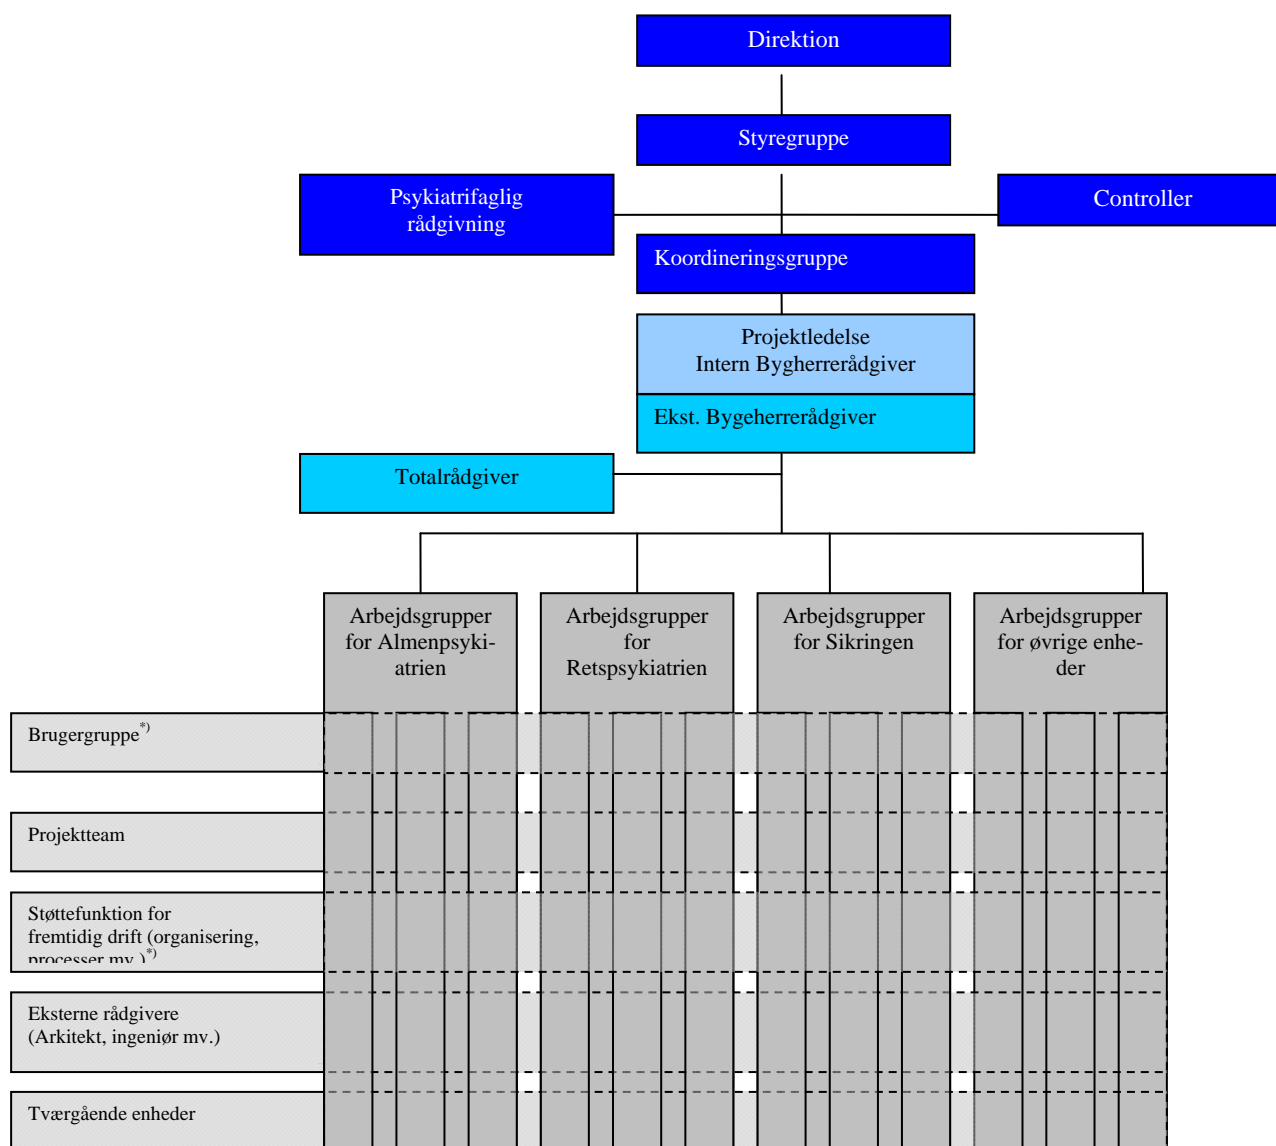 Direktion
Styregruppe
Psykiatrifaglig
rådgivning
Controller
Koordineringsgruppe
Projektledelse
Intern Bygherrerådgiver
Ekst. Bygeherrerådgiver
Totalrådgiver
Arbejdsgrupper
for Almenpsyki-
atrien
Arbejdsgrupper
for
Retspsykiatrien
Arbejdsgrupper
for Sikringen
Arbejdsgrupper
for øvrige enhe-
der
Brugergruppe*)
Projektteam
Støttefunktion for
fremtidig drift (organisering,
processer mv.)*)
Eksterne rådgivere
(Arkitekt, ingeniør mv.)
Tværgående enheder